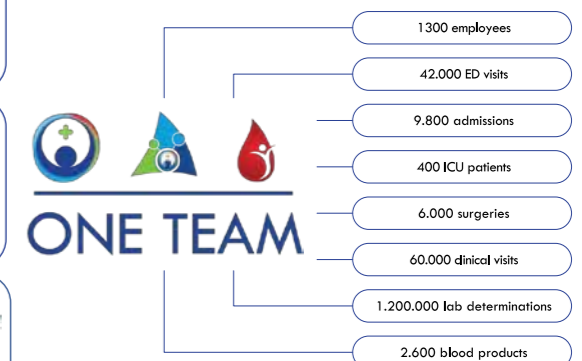 1300 employees
42.000 ED visits
9.800 admissions
400 ICU patients
6.000 surgeries
ONE TEAM
60.000 clinical visits
1.200.000 lab determinations
2.600 blood products